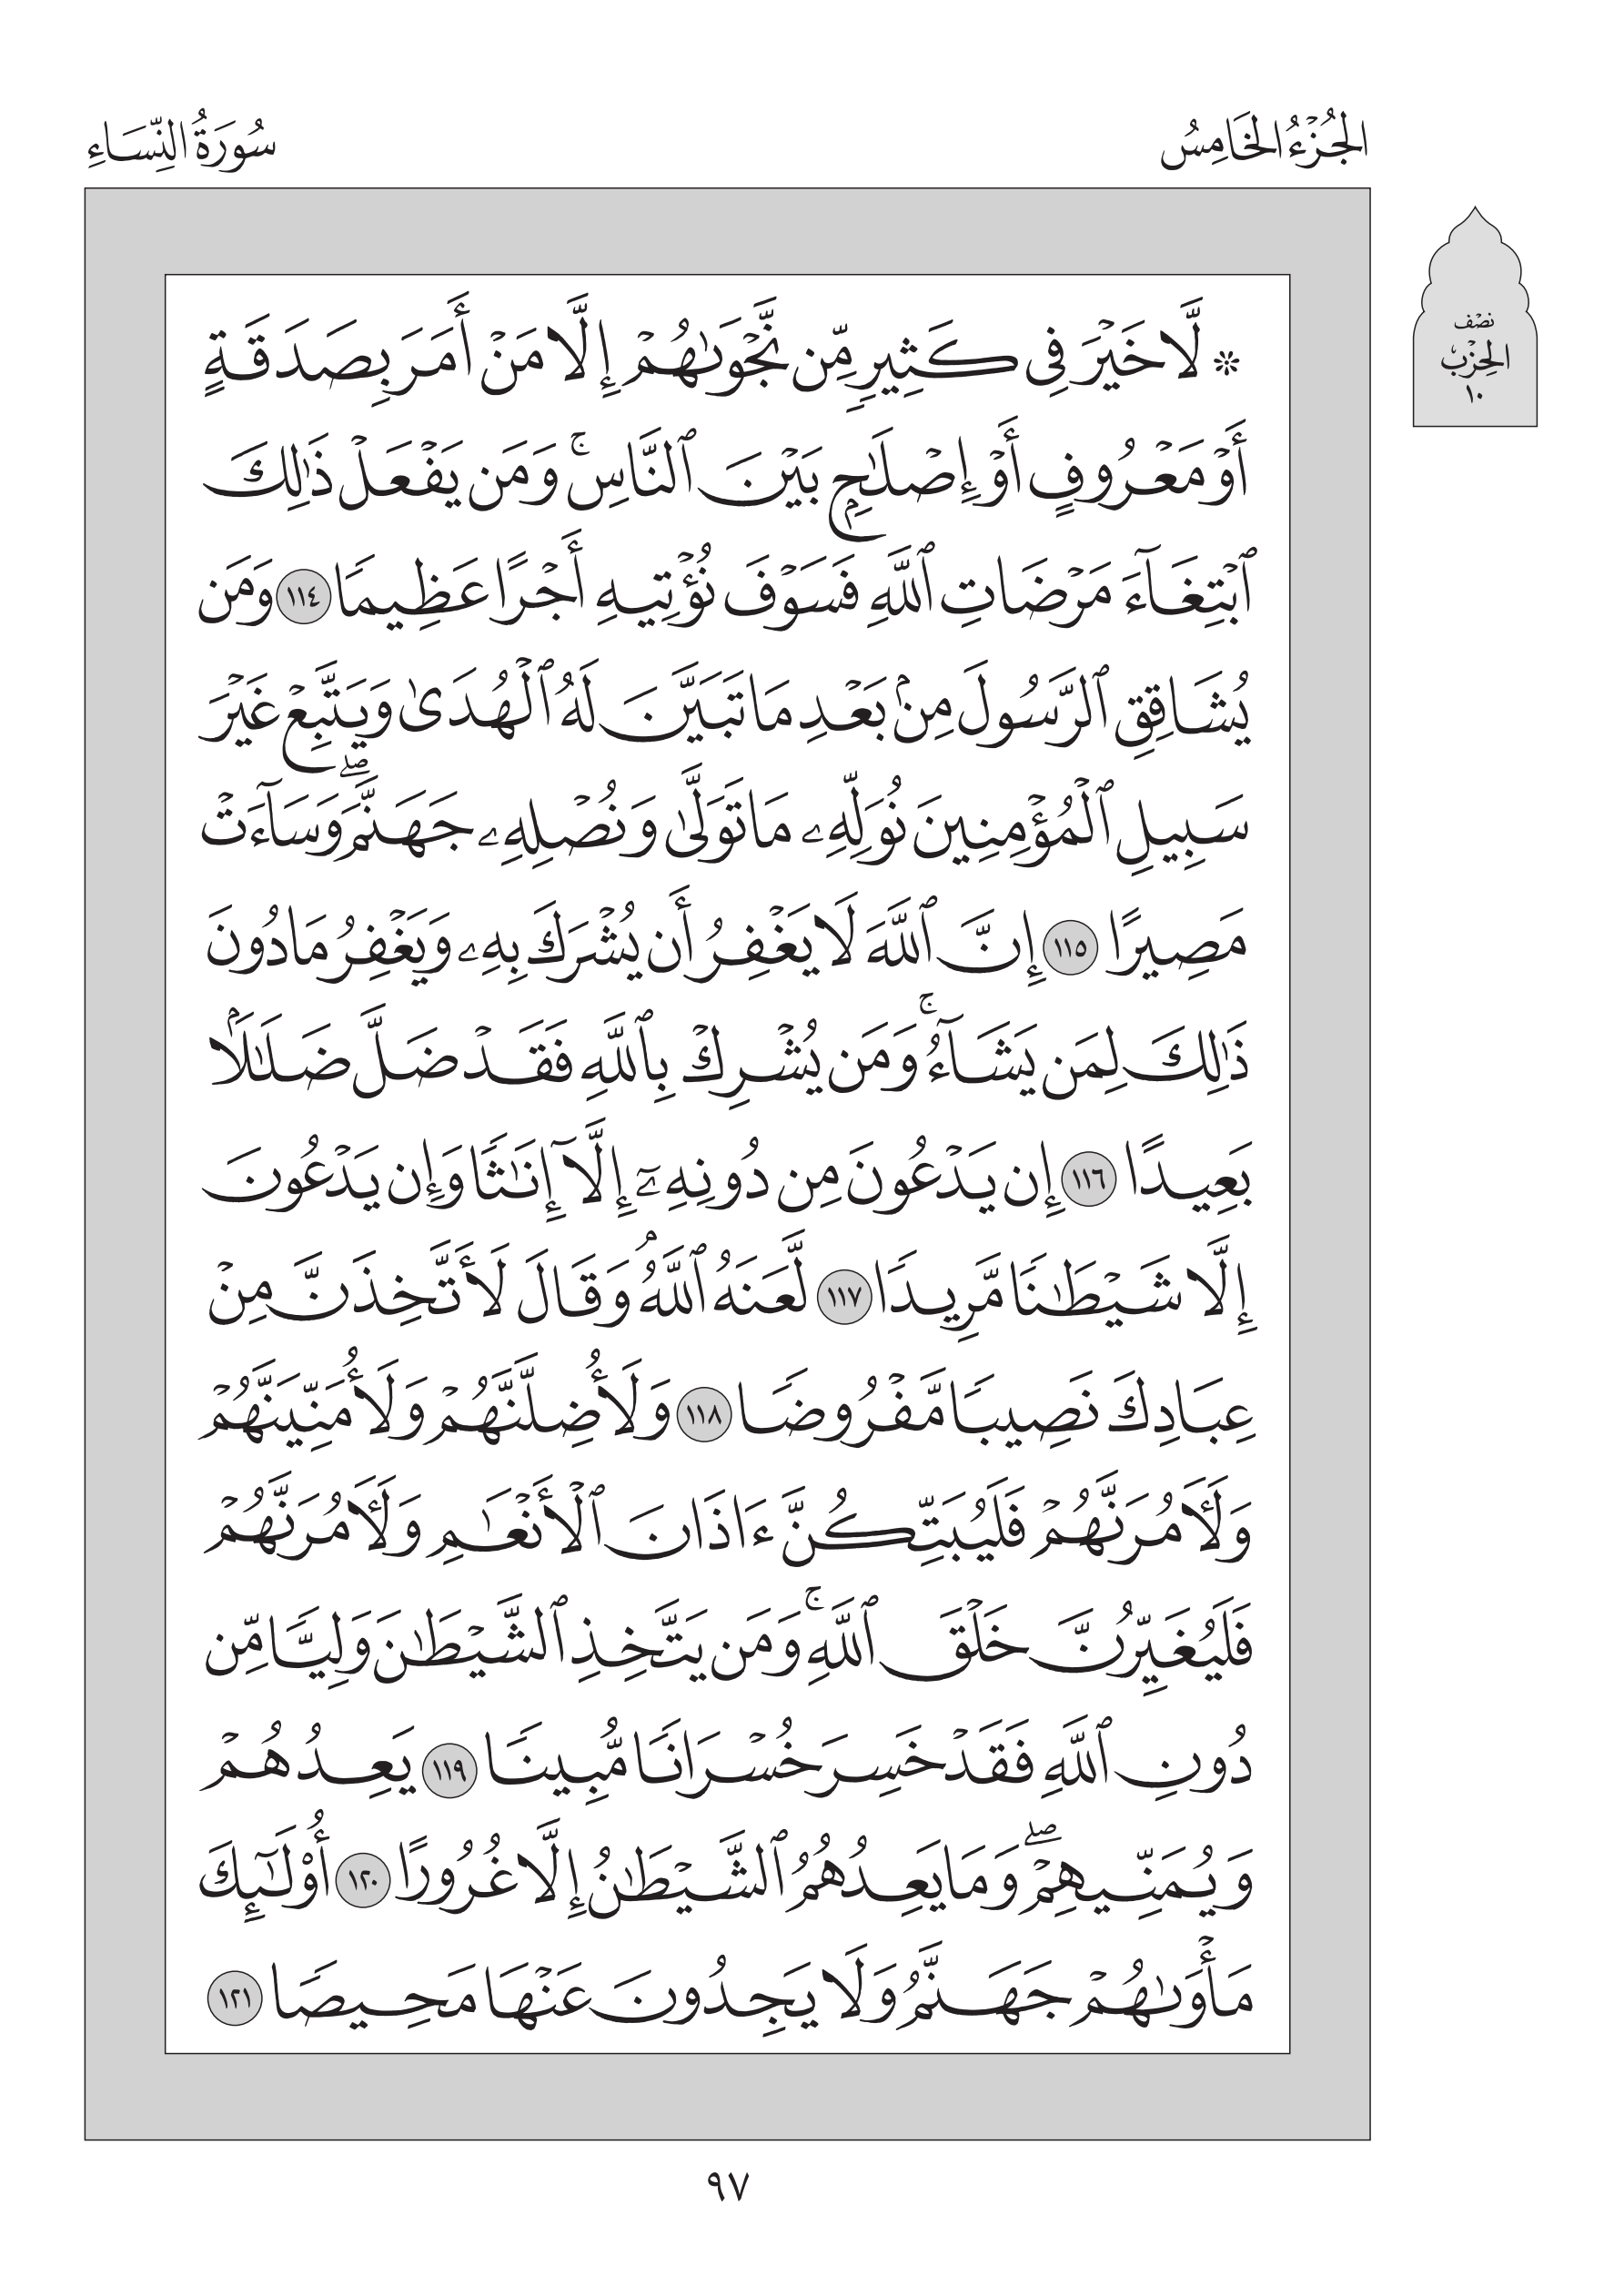 الجُزْءُ الخَامِسُ
سُورَةُ النِّسَاءِ
نصف
الحِزْب
١٠
۞ لَّا خَيْرَ فِى كَثِيرٍ مِّن نَّجْوَىٰهُمْ إِلَّا مَنْ أَمَرَ بِصَدَقَةٍ
أَوْ مَعْرُوفٍ أَوْ إِصْلَٰحٍۭ بَيْنَ ٱلنَّاسِۚ وَمَن يَفْعَلْ ذَٰلِكَ
ٱبْتِغَآءَ مَرْضَاتِ ٱللَّهِ فَسَوْفَ نُؤْتِيهِ أَجْرًا عَظِيمًا ١١٤ وَمَن
يُشَاقِقِ ٱلرَّسُولَ مِنۢ بَعْدِ مَا تَبَيَّنَ لَهُ ٱلْهُدَىٰ وَيَتَّبِعْ غَيْرَ
سَبِيلِ ٱلْمُؤْمِنِينَ نُوَلِّهِۦ مَا تَوَلَّىٰ وَنُصْلِهِۦ جَهَنَّمَۖ وَسَآءَتْ
مَصِيرًا ١١٥ إِنَّ ٱللَّهَ لَا يَغْفِرُ أَن يُشْرَكَ بِهِۦ وَيَغْفِرُ مَا دُونَ
ذَٰلِكَ لِمَن يَشَآءُۚ وَمَن يُشْرِكْ بِٱللَّهِ فَقَدْ ضَلَّ ضَلَٰلًۢا
بَعِيدًا ١١٦ إِن يَدْعُونَ مِن دُونِهِۦٓ إِلَّآ إِنَٰثًا وَإِن يَدْعُونَ
إِلَّا شَيْطَٰنًا مَّرِيدًا ١١٧ لَّعَنَهُ ٱللَّهُۘ وَقَالَ لَأَتَّخِذَنَّ مِنْ
عِبَادِكَ نَصِيبًا مَّفْرُوضًا ١١٨ وَلَأُضِلَّنَّهُمْ وَلَأُمَنِّيَنَّهُمْ
وَلَءَامُرَنَّهُمْ فَلَيُبَتِّكُنَّ ءَاذَانَ ٱلْأَنْعَٰمِ وَلَءَامُرَنَّهُمْ
فَلَيُغَيِّرُنَّ خَلْقَ ٱللَّهِۚ وَمَن يَتَّخِذِ ٱلشَّيْطَٰنَ وَلِيًّا مِّن
دُونِ ٱللَّهِ فَقَدْ خَسِرَ خُسْرَانًا مُّبِينًا ١١٩ يَعِدُهُمْ
وَيُمَنِّيهِمْۖ وَمَا يَعِدُهُمُ ٱلشَّيْطَٰنُ إِلَّا غُرُورًا ١٢٠ أُو۟لَٰٓئِكَ
مَأْوَىٰهُمْ جَهَنَّمُ وَلَا يَجِدُونَ عَنْهَا مَحِيصًا ١٢١
٩٧